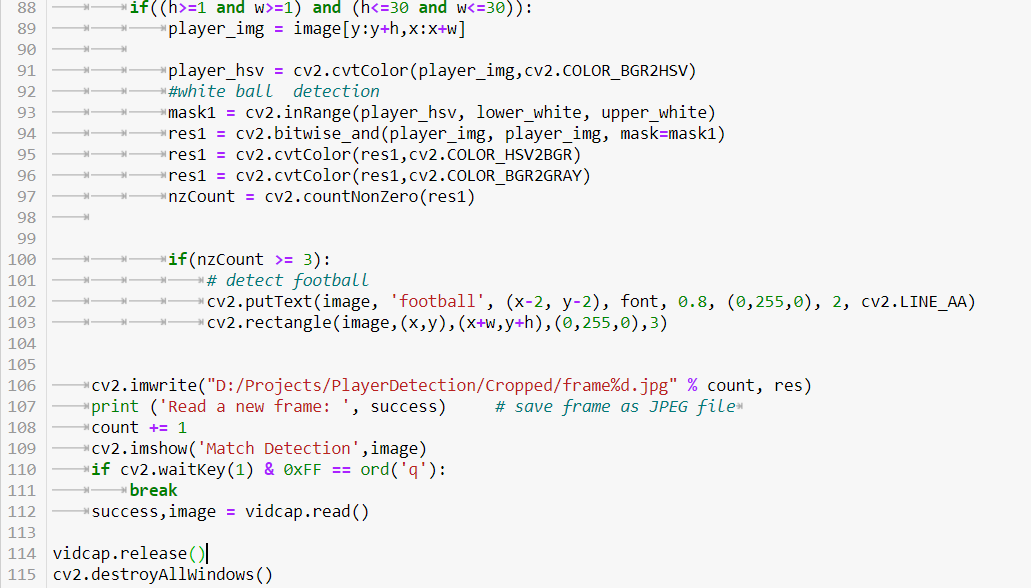 88 if((h>=1 and w>=1) and (h<=30 and w<=30)):
89 player_img = image[y:y+h,x:x+w]
90
91 player_hsv = cv2.cvtColor(player_img,cv2.COLOR_BGR2HSV)
92 #white ball  detection
93 mask1 = cv2.inRange(player_hsv, lower_white, upper_white)
94 res1 = cv2.bitwise_and(player_img, player_img, mask=mask1)
95 res1 = cv2.cvtColor(res1,cv2.COLOR_HSV2BGR)
96 res1 = cv2.cvtColor(res1,cv2.COLOR_BGR2GRAY)
97 nzCount = cv2.countNonZero(res1)
98
99
100 if(nzCount >= 3):
101 # detect football
102 cv2.putText(image, 'football', (x-2, y-2), font, 0.8, (0,255,0), 2, cv2.LINE_AA)
103 cv2.rectangle(image,(x,y),(x+w,y+h),(0,255,0),3)
104
105
106 cv2.imwrite("D:/Projects/PlayerDetection/Cropped/frame%d.jpg" % count, res)
107 print ('Read a new frame: ', success)     # save frame as JPEG file
108 count += 1
109 cv2.imshow('Match Detection',image)
110 if cv2.waitKey(1) & 0xFF == ord('q'):
111 break
112 success,image = vidcap.read()
113
114 vidcap.release()
115 cv2.destroyAllWindows()